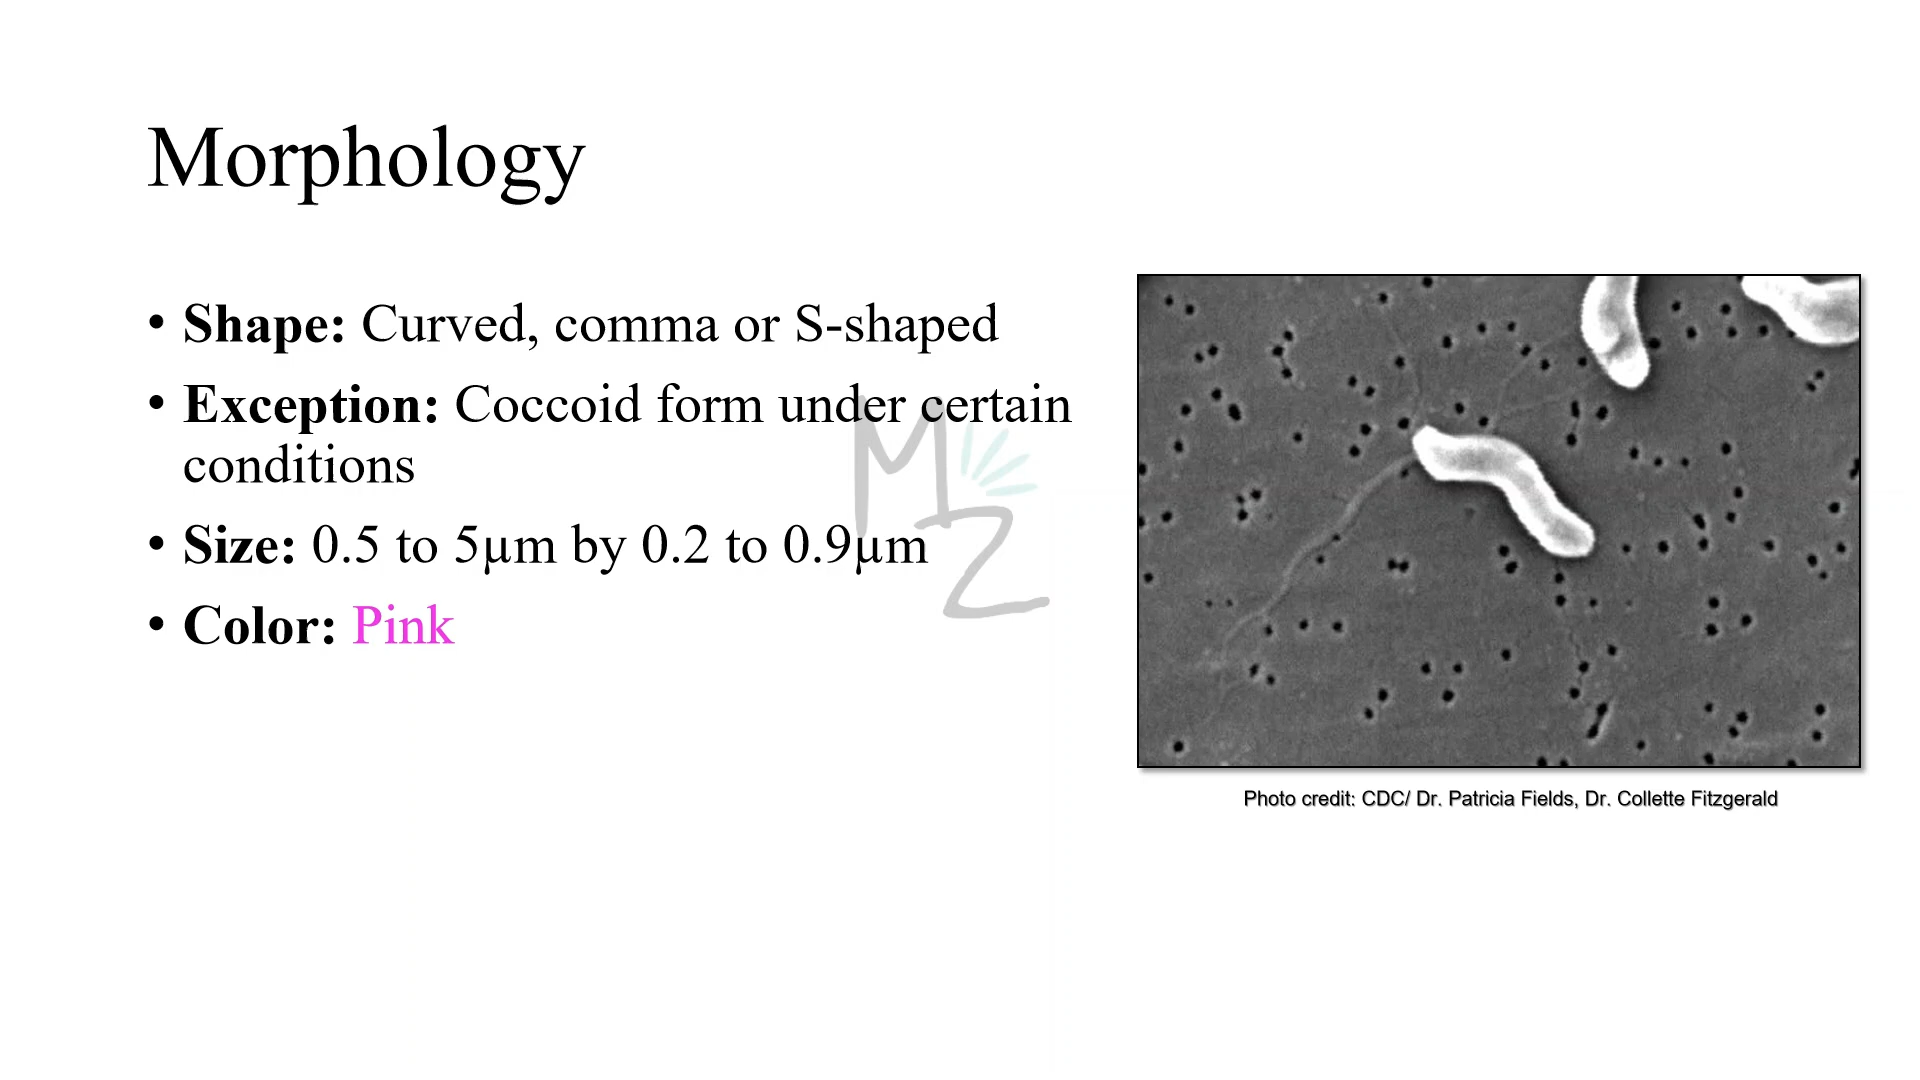 Morphology
• Shape: Curved, comma or S-shaped
• Exception: Coccoid form under certain
conditions
• Size: 0.5 to 5µm by 0.2 to 0.9µm
• Color: Pink
MZ
Photo credit: CDC/ Dr. Patricia Fields, Dr. Collette Fitzgerald